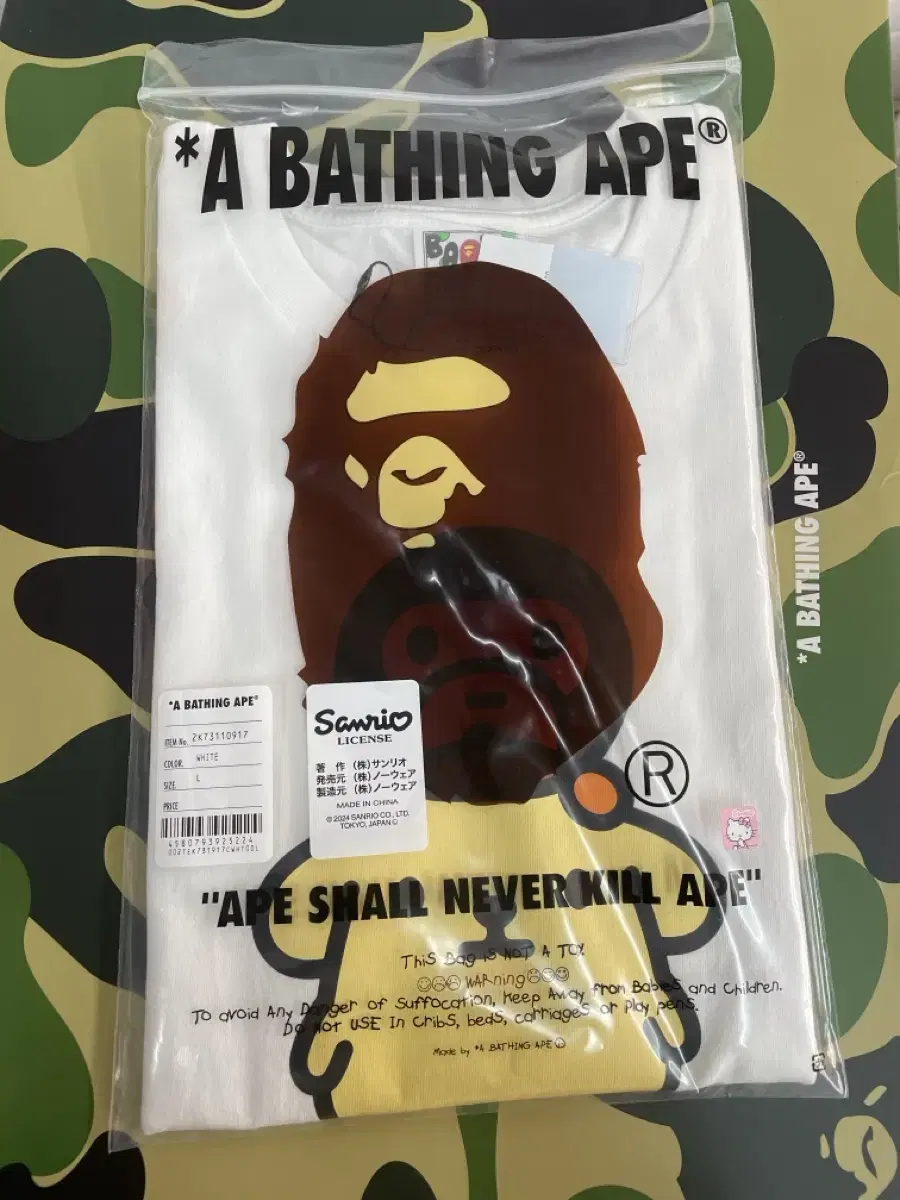 *A BATHING APE®
BA
*A BATHING APE®
*A BATHING APE®
ITEM No. 2K73110917
COLOR. WHITE
SIZE. L
PRICE
4580793925224
Sanrio
LICENSE
著 作 (株)サンリオ
発売元 (株)ノーウェア
製造元 (株)ノーウェア
MADE IN CHINA
©2024 SANRIO CO., LTD.
TOKYO, JAPAN Ⓛ
®
"APE SHALL NEVER KILL APE"
This Bag is NOT A TOY.
WARning
To avoid Any Danger of Suffocation, Keep Away from Babies and Children.
Do NOT USE In Cribs, beds, carriages or Play pens.
Made by *A BATHING APE®